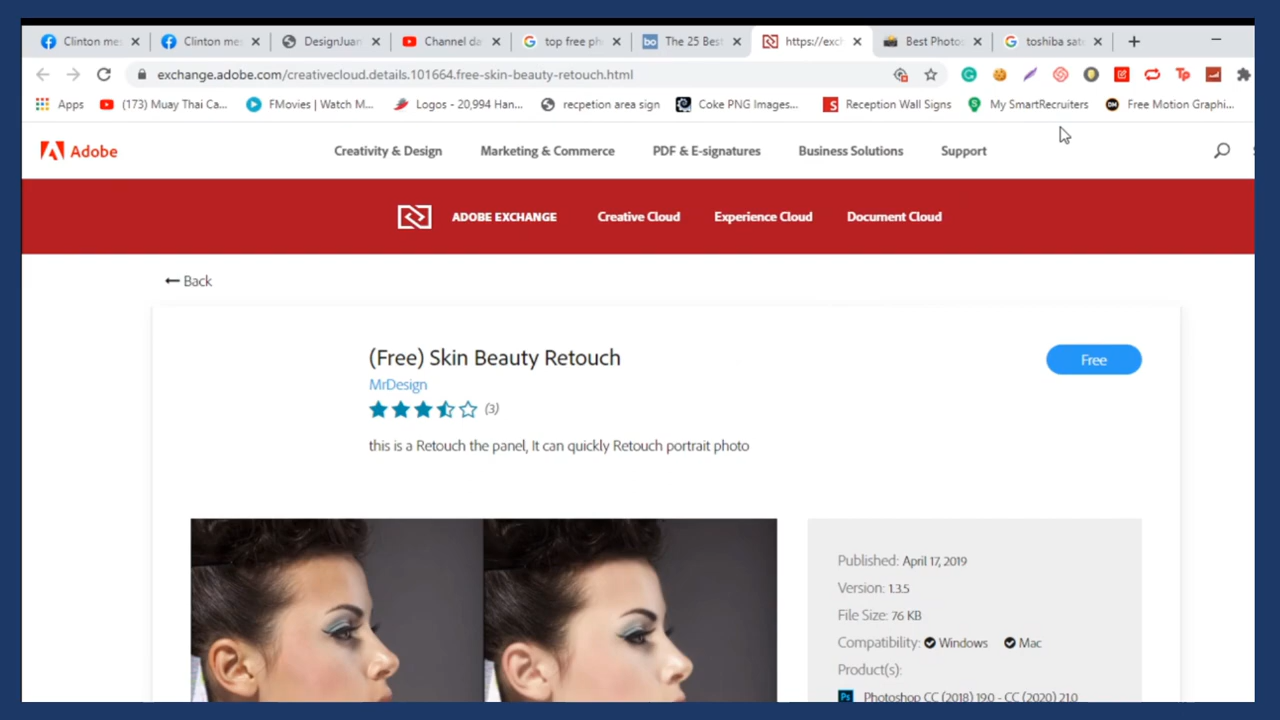 Clinton me
Clinton me
DesignJuan
Channel da
top free ph
The 25 Best
https://exch
Best Photo
toshiba sate
exchange.adobe.com/creativecloud.details.101664.free-skin-beauty-retouch.html
Apps
(173) Muay Thai Ca...
FMovies | Watch M...
Logos - 20,994 Han...
recpetion area sign
Coke PNG Images...
Reception Wall Signs
My SmartRecruiters
Free Motion Graphi...
Adobe
Creativity & Design
Marketing & Commerce
PDF & E-signatures
Business Solutions
Support
ADOBE EXCHANGE
Creative Cloud
Experience Cloud
Document Cloud
Back
(Free) Skin Beauty Retouch
Free
MrDesign
(3)
this is a Retouch the panel, It can quickly Retouch portrait photo
Published: April 17, 2019
Version: 1.3.5
File Size: 76 KB
Compatibility: Windows Mac
Product(s):
Ps Photoshop CC (2018) 19.0 - CC (2020) 21.0